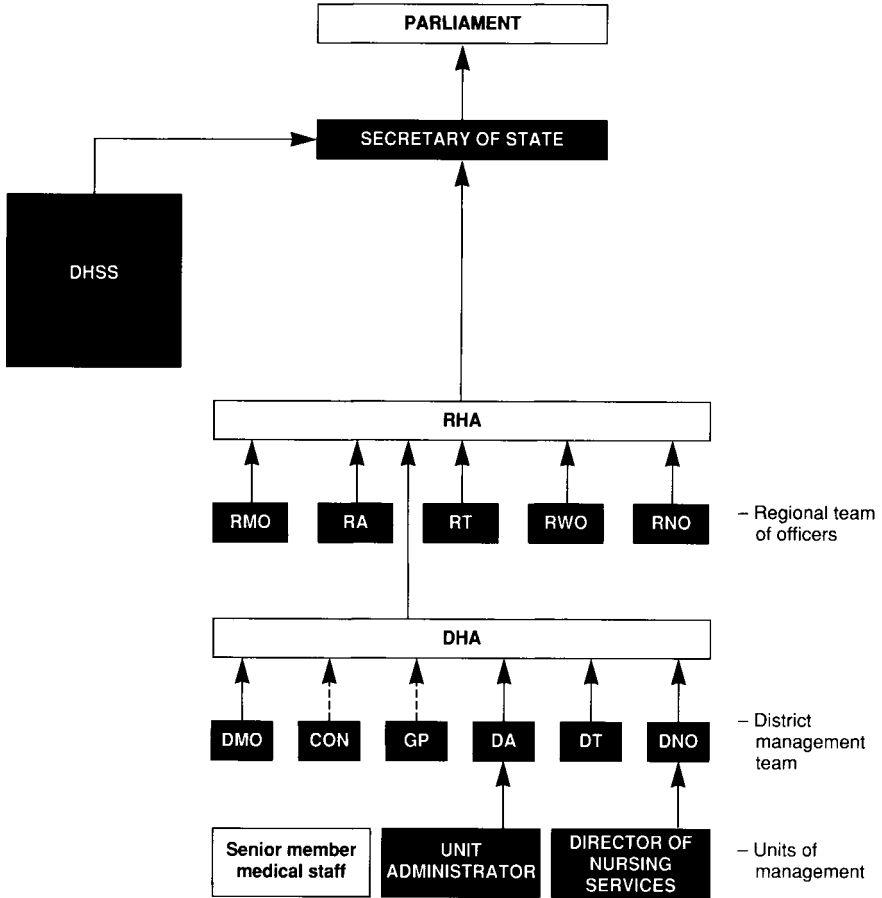 PARLIAMENT
SECRETARY OF STATE
DHSS
RHA
RMO
RA
RT
RWO
RNO
– Regional team
of officers
DHA
DMO
CON
GP
DA
DT
DNO
– District
management
team
Senior member
medical staff
UNIT
ADMINISTRATOR
DIRECTOR OF
NURSING
SERVICES
– Units of
management